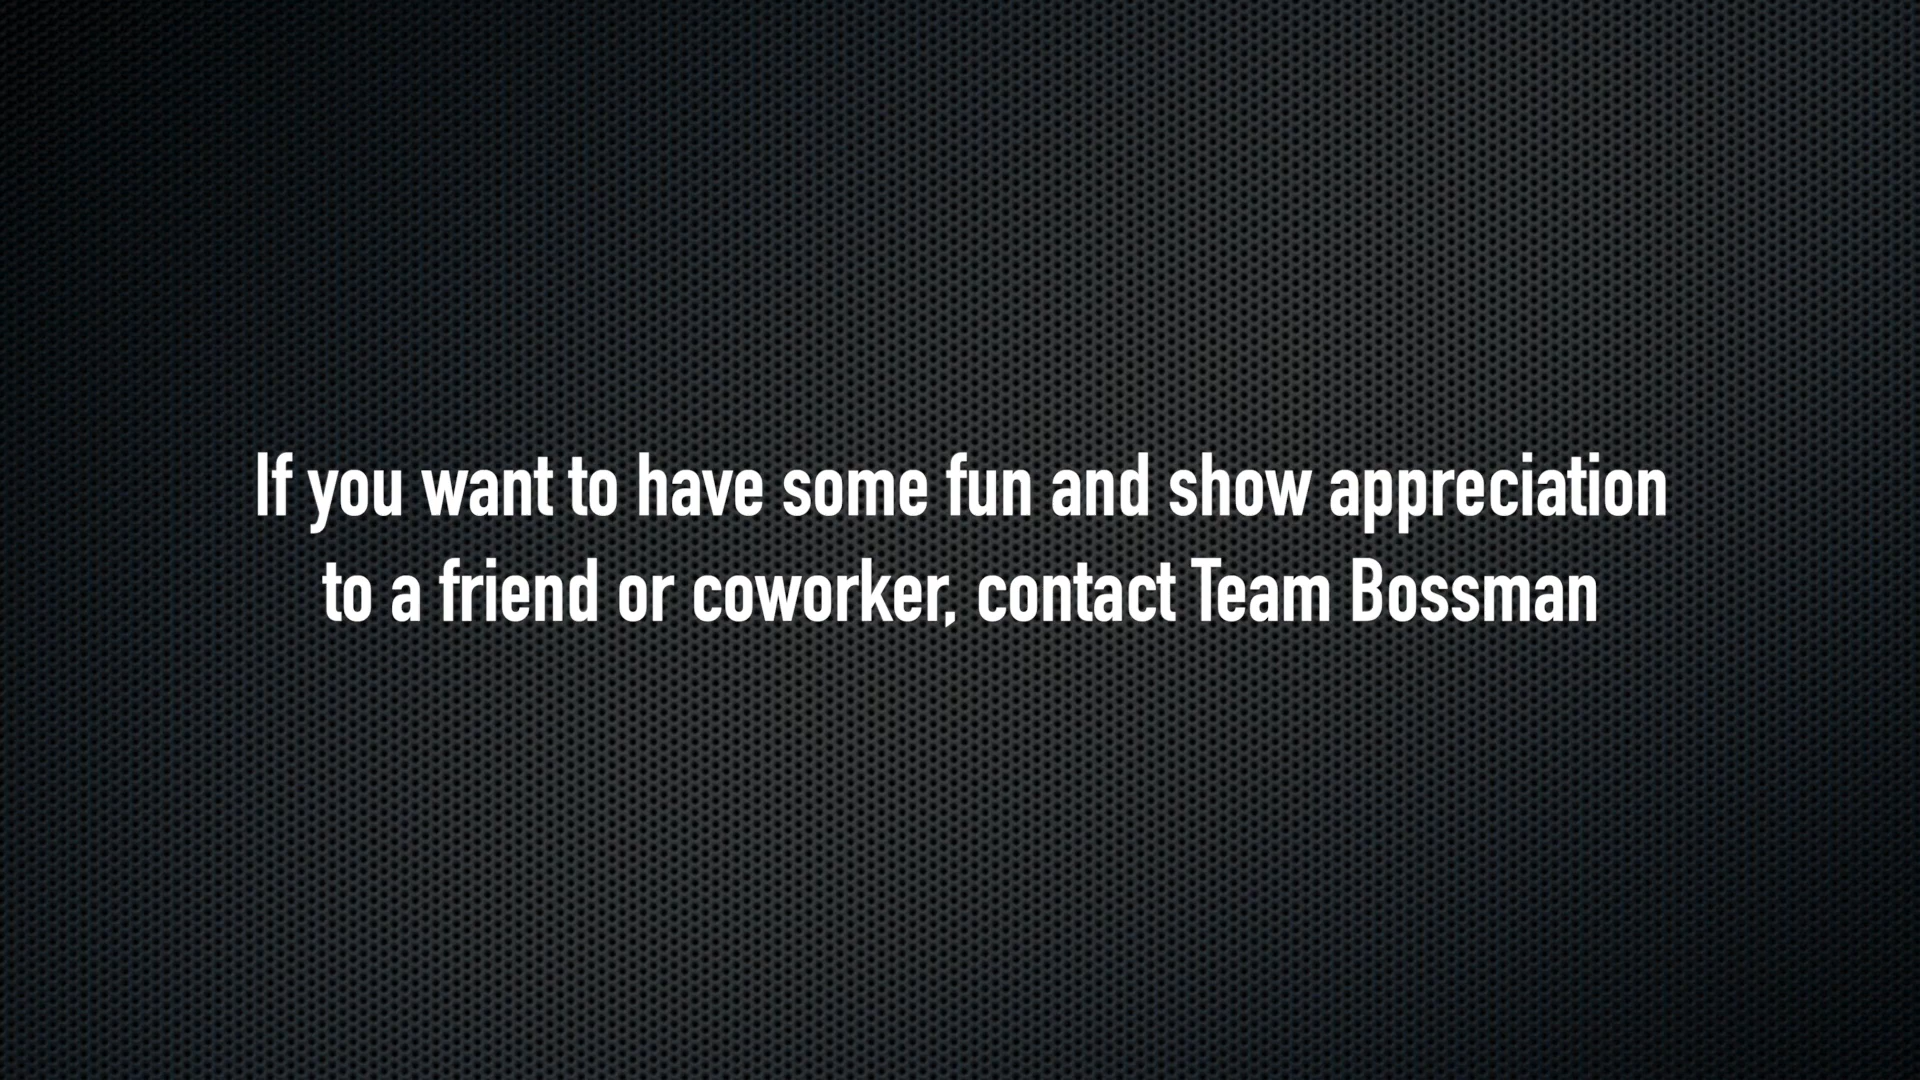 If you want to have some fun and show appreciation
to a friend or coworker, contact Team Bossman